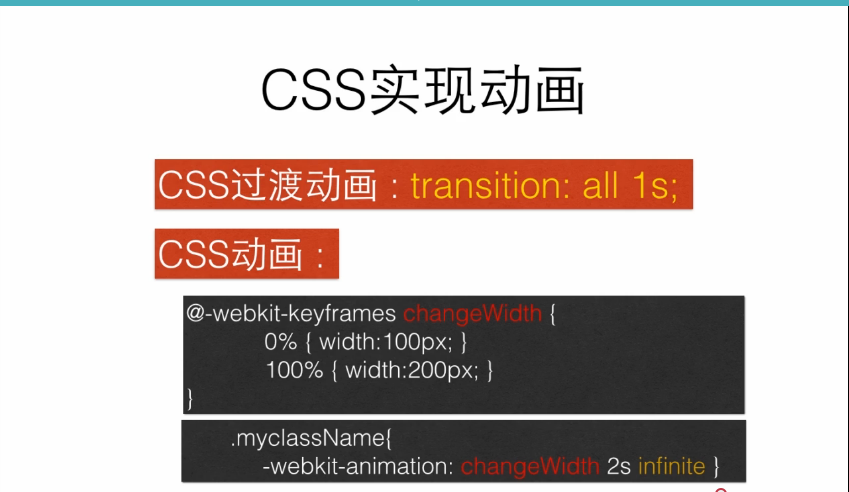 CSS实现动画
CSS过渡动画：transition: all 1s;
CSS动画：
@-webkit-keyframes changeWidth {
0% { width:100px; }
100% { width:200px; }
}
.myclassName{
-webkit-animation: changeWidth 2s infinite }